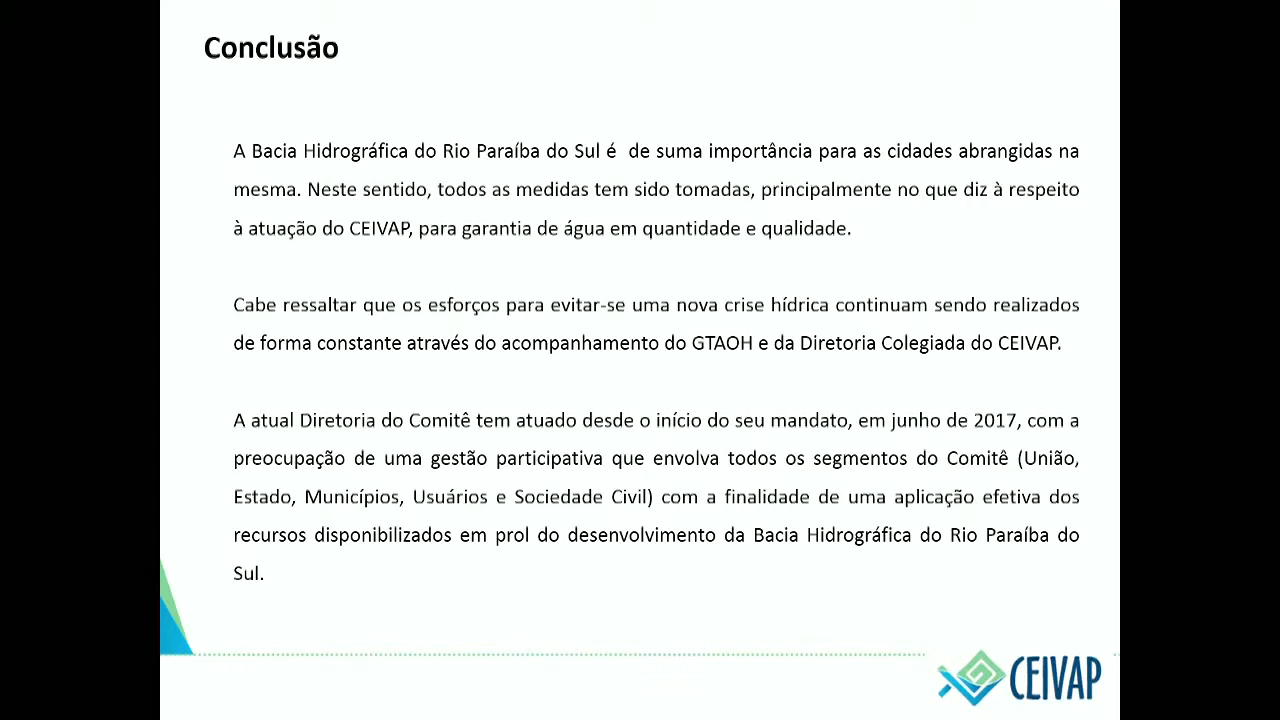 Conclusão
A Bacia Hidrográfica do Rio Paraíba do Sul é  de suma importância para as cidades abrangidas na
mesma. Neste sentido, todos as medidas tem sido tomadas, principalmente no que diz à respeito
à atuação do CEIVAP, para garantia de água em quantidade e qualidade.
Cabe ressaltar que os esforços para evitar-se uma nova crise hídrica continuam sendo realizados
de forma constante através do acompanhamento do GTAOH e da Diretoria Colegiada do CEIVAP.
A atual Diretoria do Comitê tem atuado desde o início do seu mandato, em junho de 2017, com a
preocupação de uma gestão participativa que envolva todos os segmentos do Comitê (União,
Estado, Municípios, Usuários e Sociedade Civil) com a finalidade de uma aplicação efetiva dos
recursos disponibilizados em prol do desenvolvimento da Bacia Hidrográfica do Rio Paraíba do
Sul.
CEIVAP